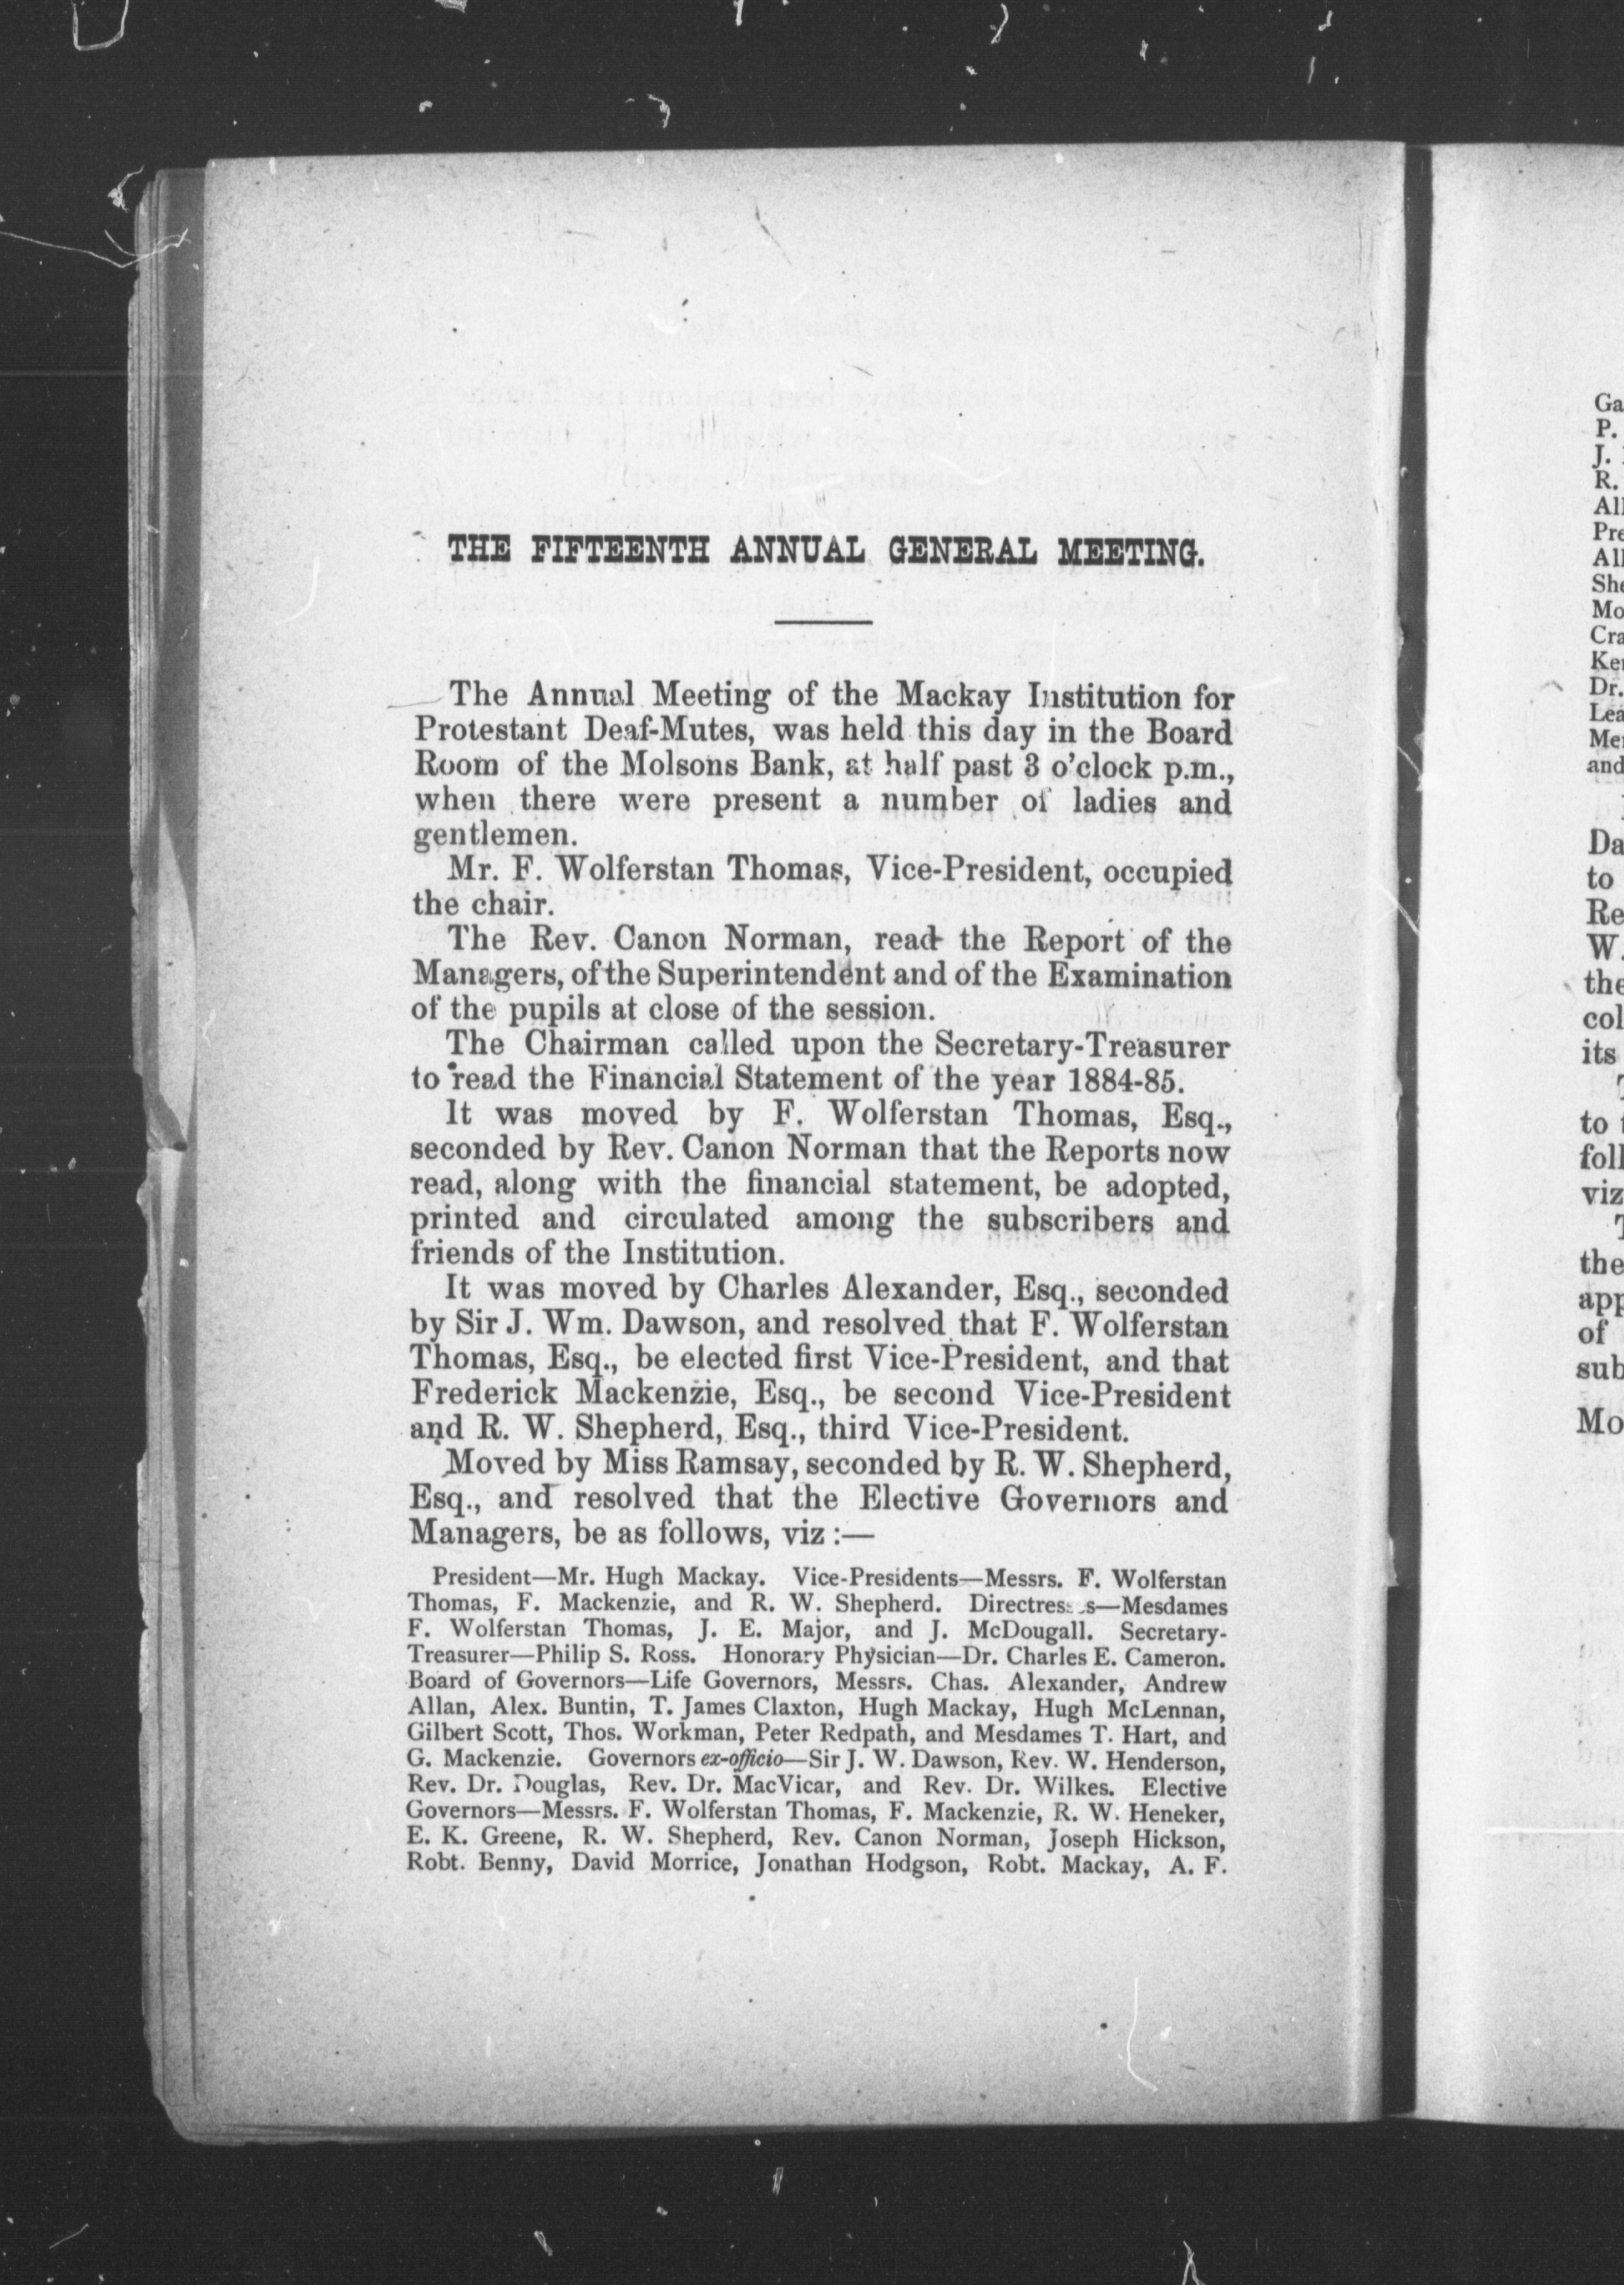 THE FIFTEENTH ANNUAL GENERAL MEETING.
The Annual Meeting of the Mackay Institution for
Protestant Deaf-Mutes, was held this day in the Board
Room of the Molsons Bank, at half past 3 o'clock p.m.,
when there were present a number of ladies and
gentlemen.
Mr. F. Wolferstan Thomas, Vice-President, occupied
the chair.
The Rev. Canon Norman, read the Report of the
Managers, of the Superintendent and of the Examination
of the pupils at close of the session.
The Chairman called upon the Secretary-Treasurer
to read the Financial Statement of the year 1884-85.
It was moved by F. Wolferstan Thomas, Esq.,
seconded by Rev. Canon Norman that the Reports now
read, along with the financial statement, be adopted,
printed and circulated among the subscribers and
friends of the Institution.
It was moved by Charles Alexander, Esq., seconded
by Sir J. Wm. Dawson, and resolved that F. Wolferstan
Thomas, Esq., be elected first Vice-President, and that
Frederick Mackenzie, Esq., be second Vice-President
and R. W. Shepherd, Esq., third Vice-President.
Moved by Miss Ramsay, seconded by R. W. Shepherd,
Esq., and resolved that the Elective Governors and
Managers, be as follows, viz :—
President—Mr. Hugh Mackay. Vice-Presidents—Messrs. F. Wolferstan
Thomas, F. Mackenzie, and R. W. Shepherd. Directresses—Mesdames
F. Wolferstan Thomas, J. E. Major, and J. McDougall. Secretary-
Treasurer—Philip S. Ross. Honorary Physician—Dr. Charles E. Cameron.
Board of Governors—Life Governors, Messrs. Chas. Alexander, Andrew
Allan, Alex. Buntin, T. James Claxton, Hugh Mackay, Hugh McLennan,
Gilbert Scott, Thos. Workman, Peter Redpath, and Mesdames T. Hart, and
G. Mackenzie. Governors ex-officio—Sir J. W. Dawson, Rev. W. Henderson,
Rev. Dr. Douglas, Rev. Dr. MacVicar, and Rev. Dr. Wilkes. Elective
Governors—Messrs. F. Wolferstan Thomas, F. Mackenzie, R. W. Heneker,
E. K. Greene, R. W. Shepherd, Rev. Canon Norman, Joseph Hickson,
Robt. Benny, David Morrice, Jonathan Hodgson, Robt. Mackay, A. F.